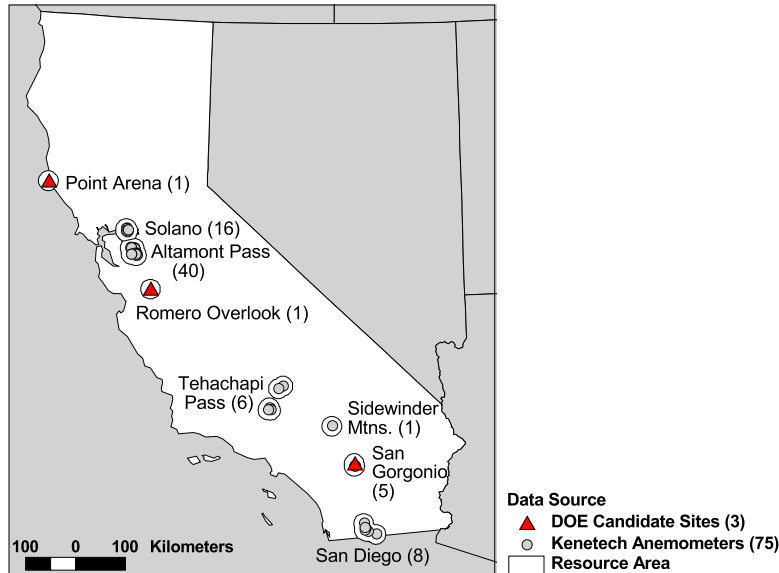 Point Arena (1)
Solano (16)
Altamont Pass
(40)
Romero Overlook (1)
Tehachapi
Pass (6)
Sidewinder
Mtns. (1)
San
Gorgonio
(5)
San Diego (8)
100 0 100 Kilometers
Data Source
DOE Candidate Sites (3)
Kenetech Anemometers (75)
Resource Area